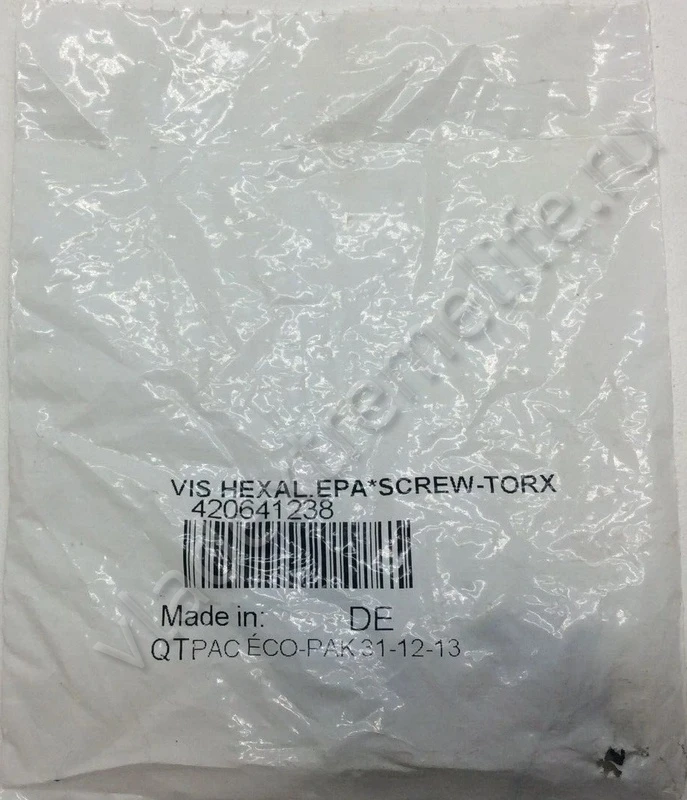 VIS HEXAL.EPA*SCREW-TORX
420641238
Made in: DE
QTPAC ÉCO-PAK 31-12-13